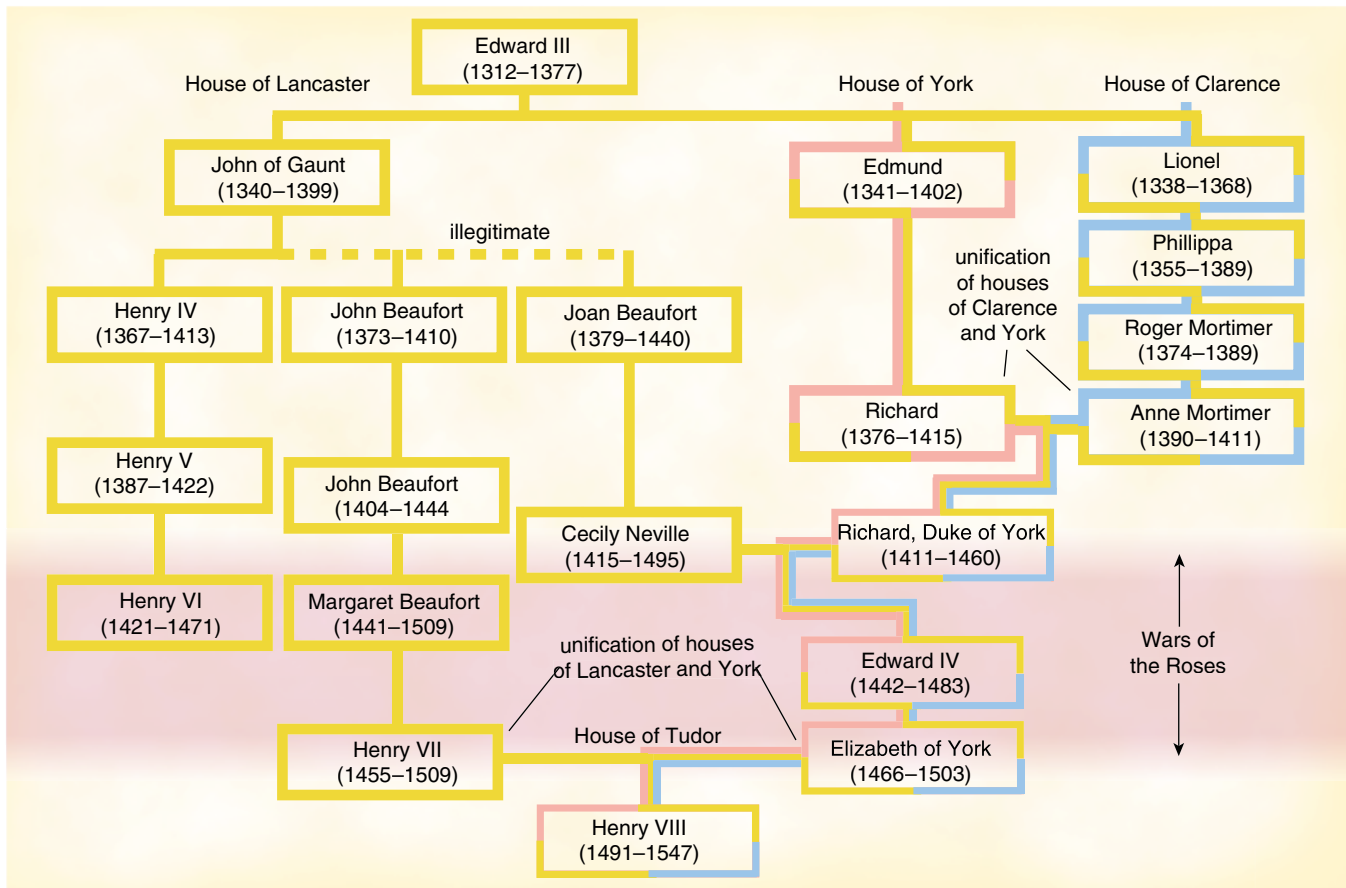 Edward III
(1312–1377)
House of Lancaster
House of York
House of Clarence
John of Gaunt
(1340–1399)
Edmund
(1341–1402)
Lionel
(1338–1368)
illegitimate
Phillippa
(1355–1389)
unification
of houses
of Clarence
and York
Henry IV
(1367–1413)
John Beaufort
(1373–1410)
Joan Beaufort
(1379–1440)
Roger Mortimer
(1374–1389)
Richard
(1376–1415)
Anne Mortimer
(1390–1411)
Henry V
(1387–1422)
John Beaufort
(1404–1444
Cecily Neville
(1415–1495)
Richard, Duke of York
(1411–1460)
Henry VI
(1421–1471)
Margaret Beaufort
(1441–1509)
unification of houses
of Lancaster and York
Edward IV
(1442–1483)
Wars of
the Roses
Henry VII
(1455–1509)
House of Tudor
Elizabeth of York
(1466–1503)
Henry VIII
(1491–1547)